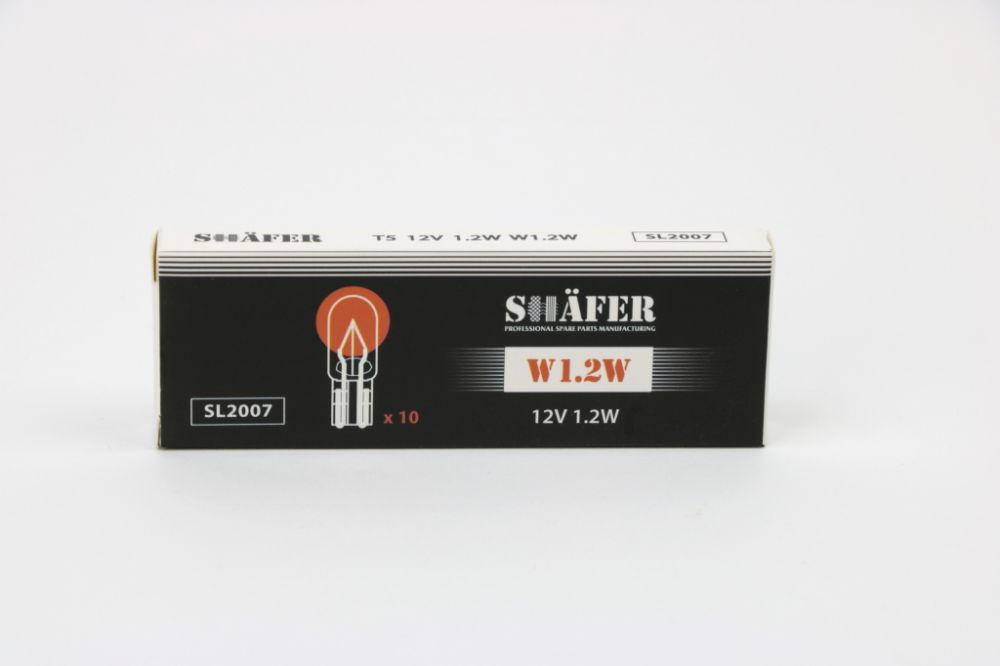 SHÄFER T5 12V 1.2W W1.2W SL2007
SHÄFER
PROFESSIONAL SPARE PARTS MANUFACTURING
W1.2W
12V 1.2W
SL2007
x 10